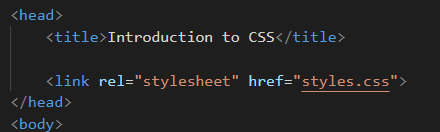 <head>
<title>Introduction to CSS</title>
<link rel="stylesheet" href="styles.css">
</head>
<body>